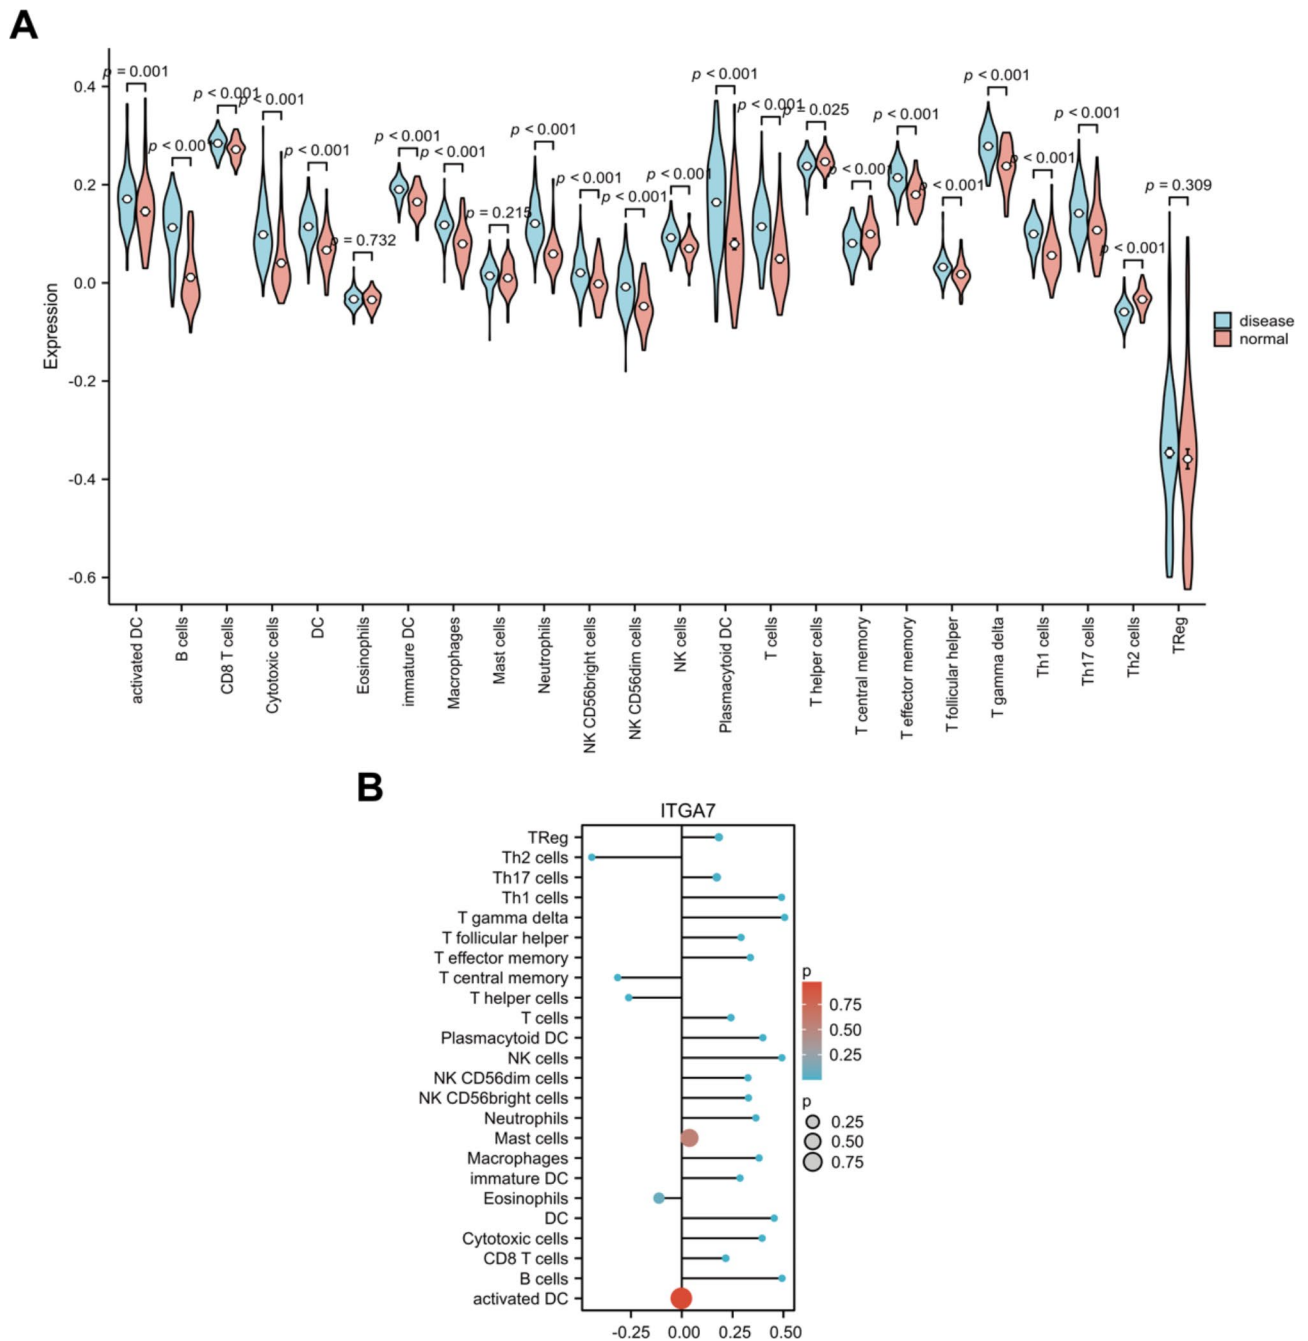 A
p = 0.001
p < 0.001
p < 0.001
p < 0.001
p < 0.001
p = 0.732
p < 0.001
p < 0.001
p = 0.215
p < 0.001
p < 0.001
p < 0.001
p < 0.001
p < 0.001
p < 0.001
p = 0.025
p < 0.001
p < 0.001
p < 0.001
p < 0.001
p < 0.001
p < 0.001
p < 0.001
p = 0.309
0.4
0.2
0.0
-0.2
-0.4
-0.6
Expression
disease
normal
activated DC
B cells
CD8 T cells
Cytotoxic cells
DC
Eosinophils
immature DC
Macrophages
Mast cells
Neutrophils
NK CD56bright cells
NK CD56dim cells
NK cells
Plasmacytoid DC
T cells
T helper cells
T central memory
T effector memory
T follicular helper
T gamma delta
Th1 cells
Th17 cells
Th2 cells
TReg
B
ITGA7
TReg
Th2 cells
Th17 cells
Th1 cells
T gamma delta
T follicular helper
T effector memory
T central memory
T helper cells
T cells
Plasmacytoid DC
NK cells
NK CD56dim cells
NK CD56bright cells
Neutrophils
Mast cells
Macrophages
immature DC
Eosinophils
DC
Cytotoxic cells
CD8 T cells
B cells
activated DC
-0.25 0.00 0.25 0.50
p
0.75
0.50
0.25
p
0.25
0.50
0.75